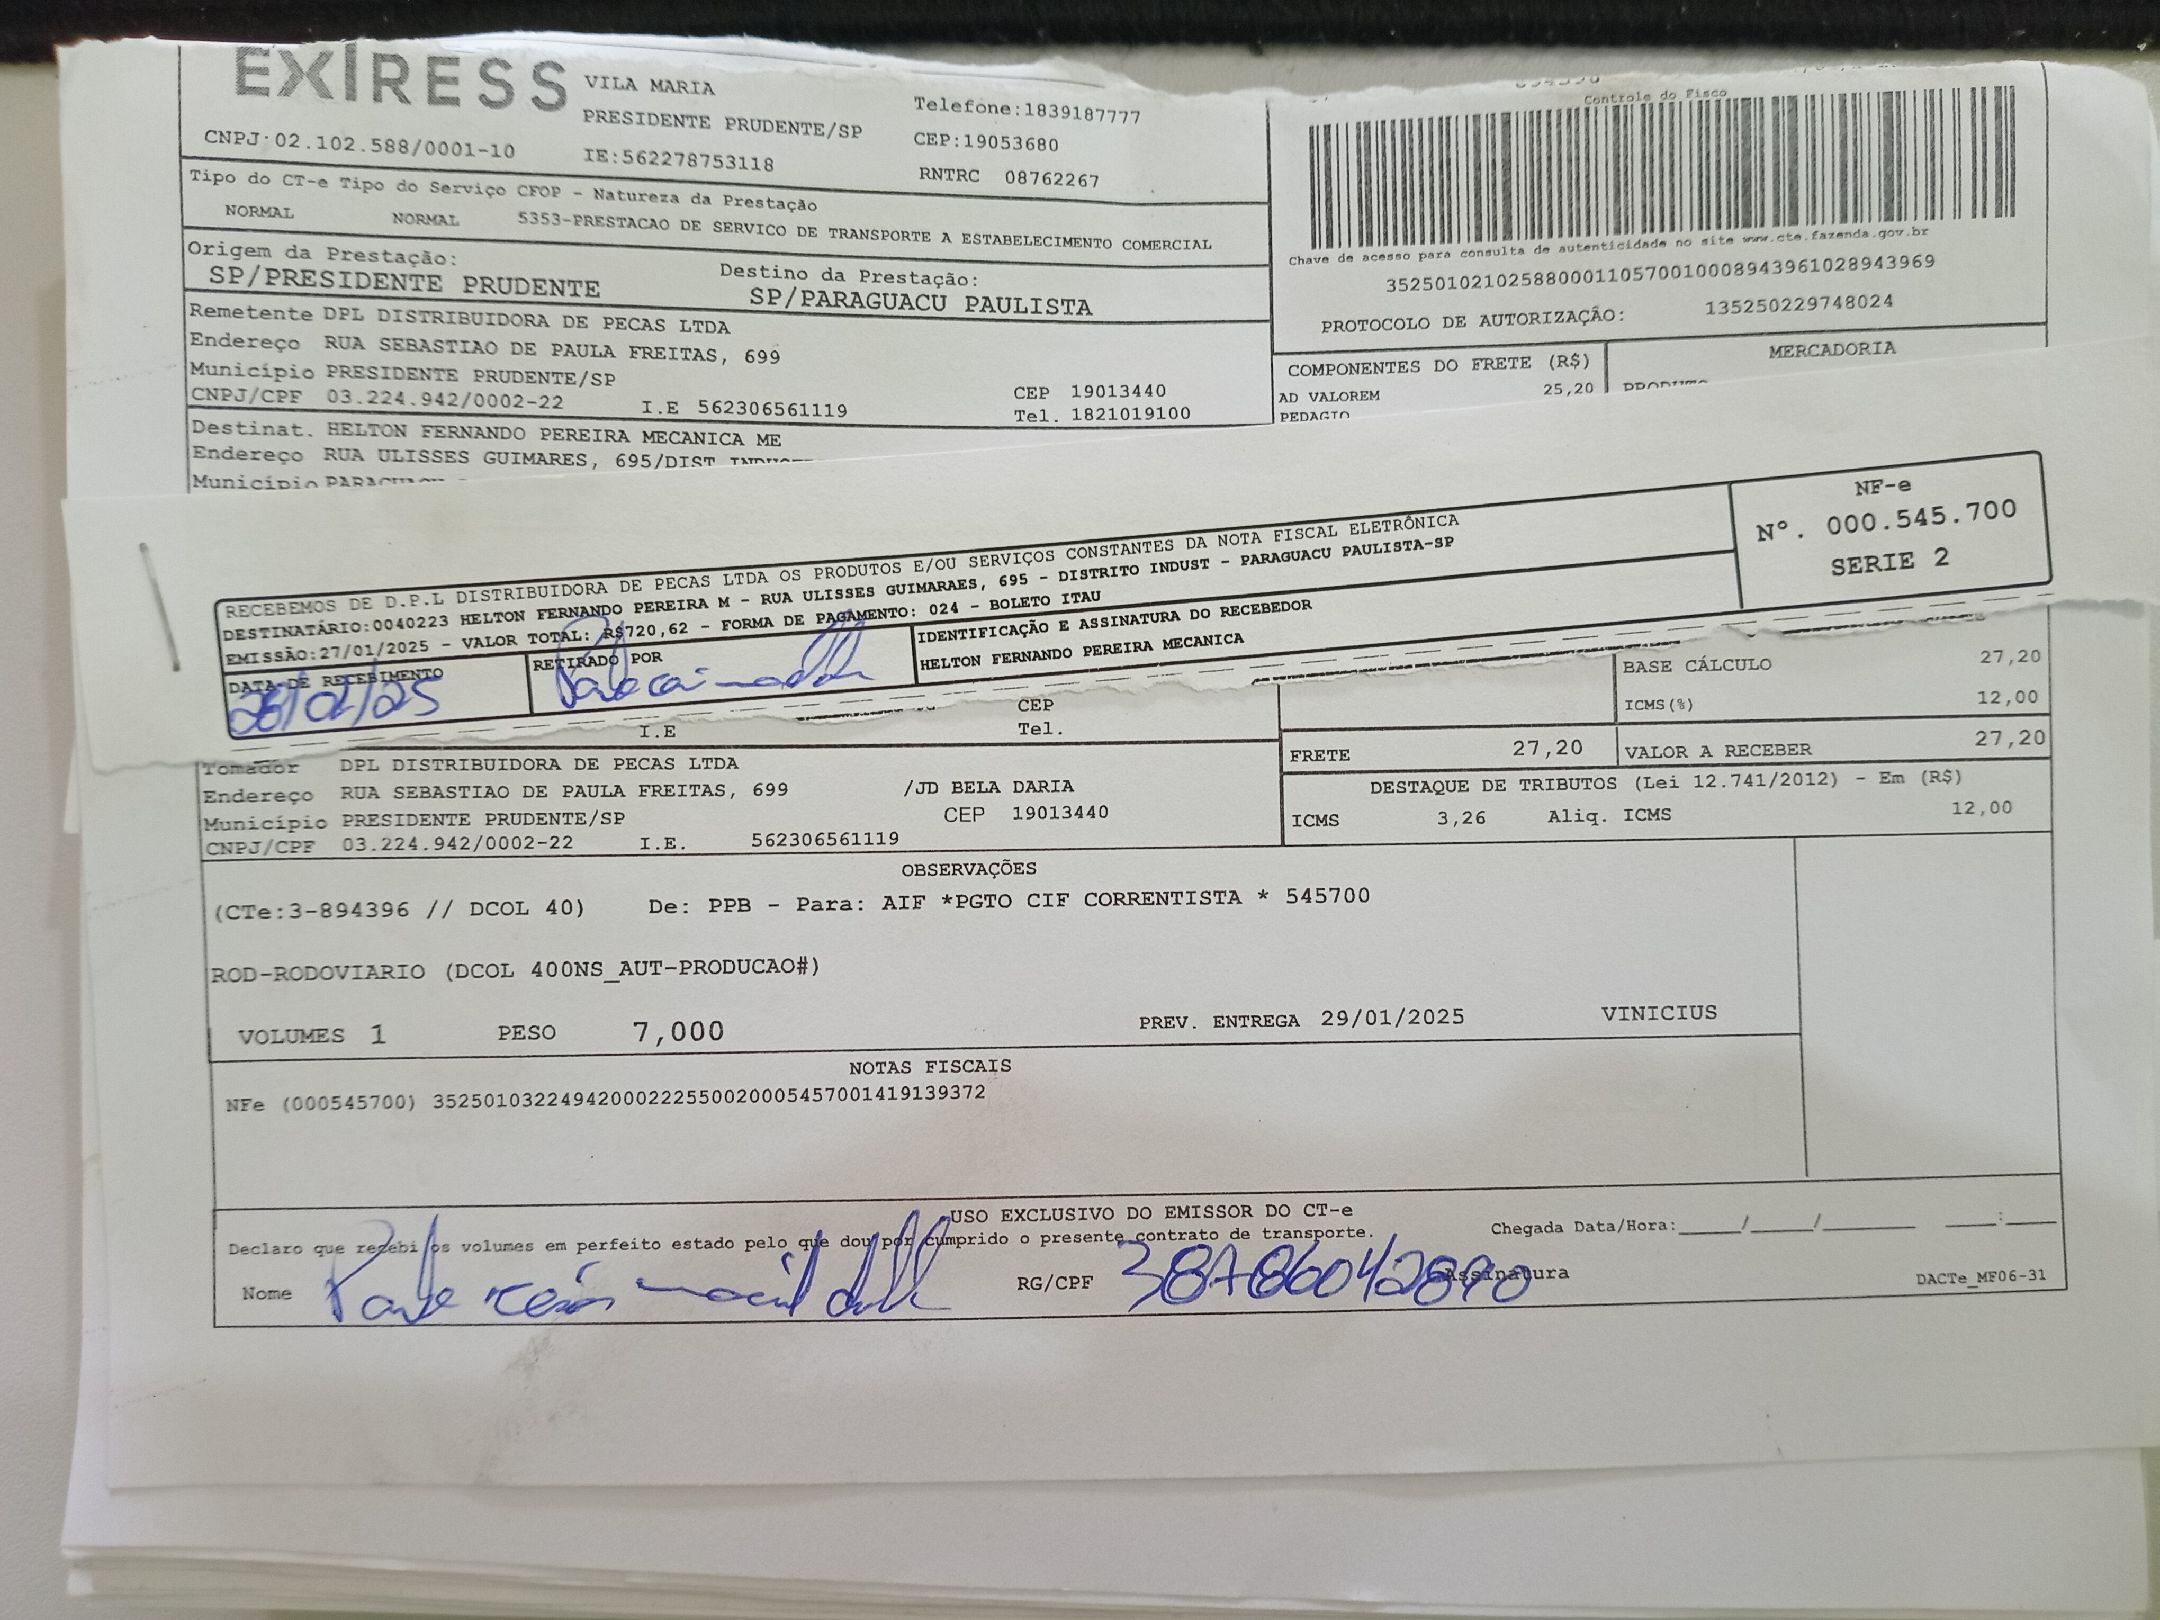 EXPRESS
VILA MARIA
PRESIDENTE PRUDENTE/SP
Telefone:1839187777
CNPJ:02.102.588/0001-10
IE:562278753118
CEP:19053680
RNTRC 08762267
Controle do Fisco
Tipo do CT-e Tipo do Serviço CFOP - Natureza da Prestação
NORMAL NORMAL 5353-PRESTACAO DE SERVICO DE TRANSPORTE A ESTABELECIMENTO COMERCIAL
Chave de acesso para consulta de autenticidade no site www.cte.fazenda.gov.br
35250102102588000110570010008943961028943969
PROTOCOLO DE AUTORIZAÇÃO: 135250229748024
Origem da Prestação:
SP/PRESIDENTE PRUDENTE
Destino da Prestação:
SP/PARAGUACU PAULISTA
Remetente DPL DISTRIBUIDORA DE PECAS LTDA
Endereço RUA SEBASTIAO DE PAULA FREITAS, 699
Município PRESIDENTE PRUDENTE/SP CEP 19013440
CNPJ/CPF 03.224.942/0002-22 I.E 562306561119 Tel. 1821019100
COMPONENTES DO FRETE (R$) MERCADORIA
AD VALOREM 25,20
PEDAGIO
Destinat. HELTON FERNANDO PEREIRA MECANICA ME
Endereço RUA ULISSES GUIMARES, 695/DIST
Município
RECEBEMOS DE D.P.L DISTRIBUIDORA DE PECAS LTDA OS PRODUTOS E/OU SERVIÇOS CONSTANTES DA NOTA FISCAL ELETRÔNICA
DESTINATÁRIO:0040223 HELTON FERNANDO PEREIRA M - RUA ULISSES GUIMARAES, 695 - DISTRITO INDUST - PARAGUACU PAULISTA-SP
EMISSÃO:27/01/2025 - VALOR TOTAL: R$720,62 - FORMA DE PAGAMENTO: 024 - BOLETO ITAU
NF-e
Nº. 000.545.700
SERIE 2
DATA DE RECEBIMENTO
28/01/25
RETIRADO POR
IDENTIFICAÇÃO E ASSINATURA DO RECEBEDOR
HELTON FERNANDO PEREIRA MECANICA
BASE CÁLCULO 27,20
ICMS(%) 12,00
CEP
I.E Tel.
FRETE 27,20 VALOR A RECEBER 27,20
Tomador DPL DISTRIBUIDORA DE PECAS LTDA
Endereço RUA SEBASTIAO DE PAULA FREITAS, 699 /JD BELA DARIA
Município PRESIDENTE PRUDENTE/SP CEP 19013440
CNPJ/CPF 03.224.942/0002-22 I.E. 562306561119
DESTAQUE DE TRIBUTOS (Lei 12.741/2012) - Em (R$)
ICMS 3,26 Aliq. ICMS 12,00
OBSERVAÇÕES
(CTe:3-894396 // DCOL 40) De: PPB - Para: AIF *PGTO CIF CORRENTISTA * 545700
ROD-RODOVIARIO (DCOL 400NS_AUT-PRODUCAO#)
VOLUMES 1 PESO 7,000 PREV. ENTREGA 29/01/2025 VINICIUS
NOTAS FISCAIS
NFe (000545700) 35250103224942000222550020005457001419139372
USO EXCLUSIVO DO EMISSOR DO CT-e
Declaro que recebi os volumes em perfeito estado pelo que dou por cumprido o presente contrato de transporte.
Chegada Data/Hora:_____/_____/_______ ____:____
Nome RG/CPF Assinatura
DACTe_MF06-31